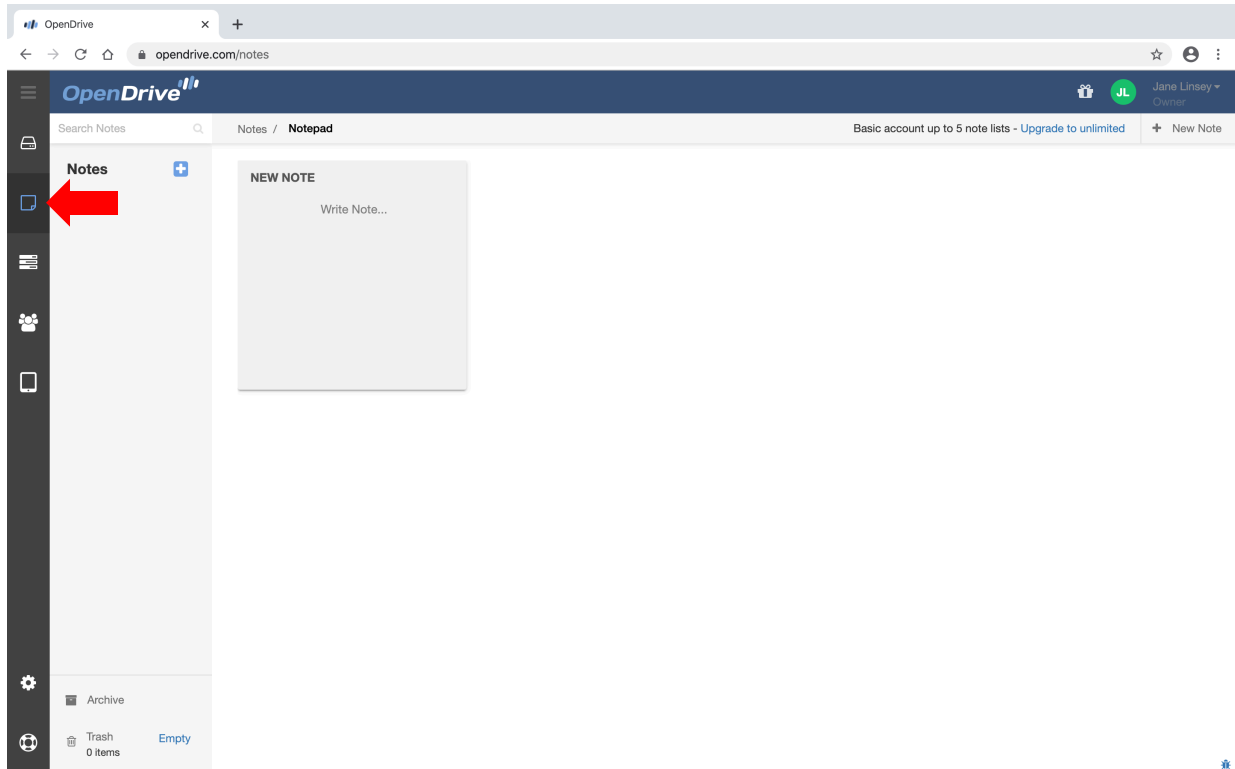 OpenDrive
opendrive.com/notes
OpenDrive
JL
Jane Linsey
Owner
Search Notes
Notes / Notepad
Basic account up to 5 note lists - Upgrade to unlimited
+ New Note
Notes
NEW NOTE
Write Note...
Archive
Trash
Empty
0 items